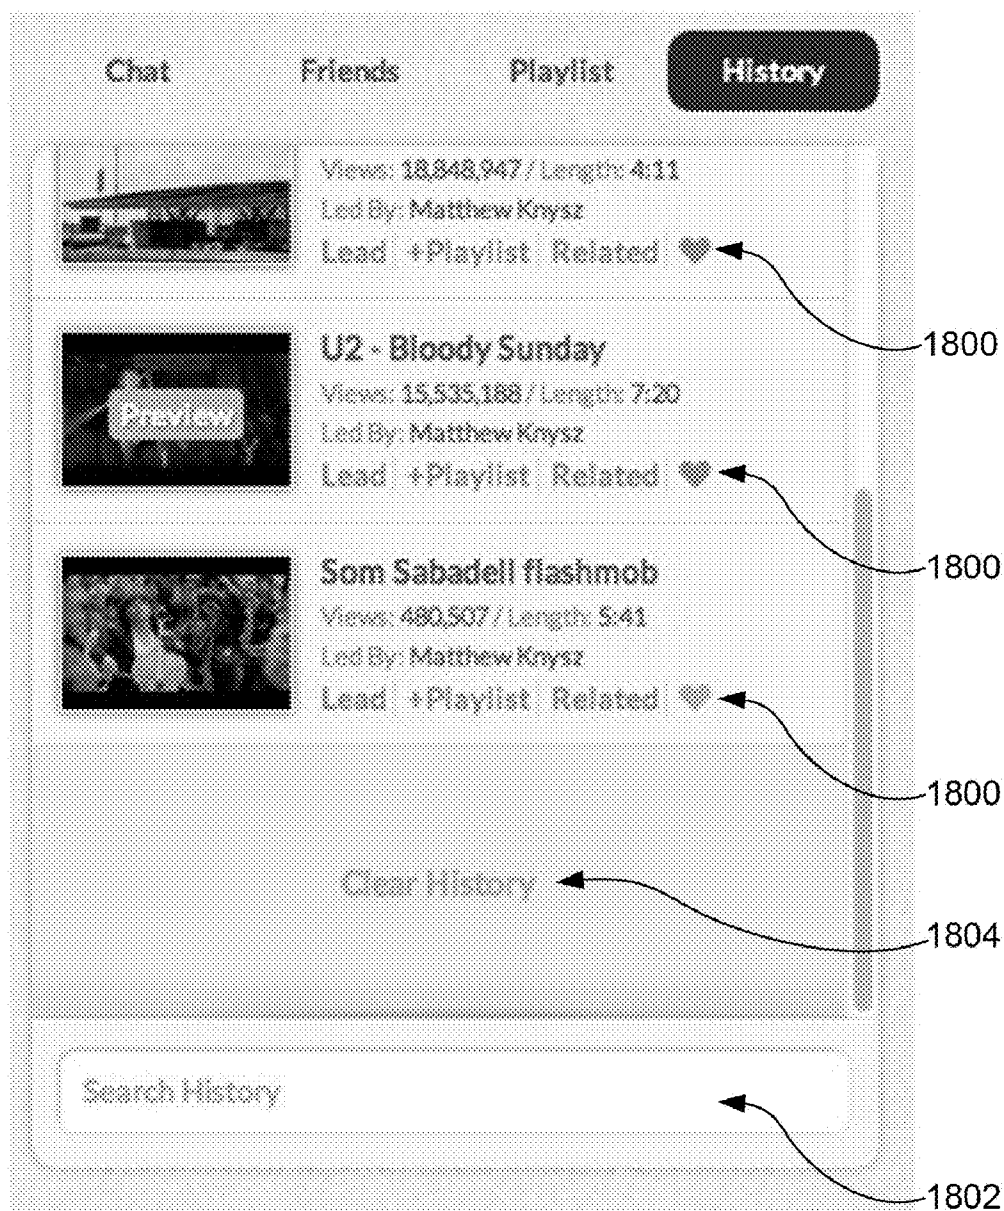 Chat Friends Playlist History
Views: 18,848,947 / Length: 4:11
Led By: Matthew Knysz
Lead +Playlist Related
1800
U2 - Bloody Sunday
Preview
Views: 15,535,188 / Length: 7:20
Led By: Matthew Knysz
Lead +Playlist Related
1800
Som Sabadell flashmob
Views: 480,507 / Length: 5:41
Led By: Matthew Knysz
Lead +Playlist Related
1800
Clear History
1804
Search History
1802